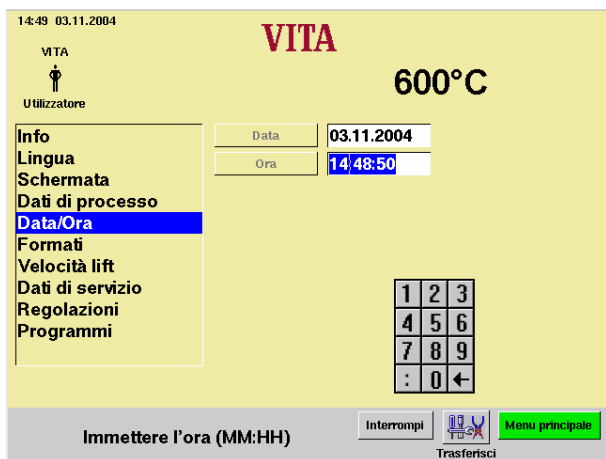 14:49 03.11.2004
VITA
VITA
600°C
Utilizzatore
Info
Lingua
Schermata
Dati di processo
Data/Ora
Formati
Velocità lift
Dati di servizio
Regolazioni
Programmi
Data 03.11.2004
Ora 14:48:50
1 2 3
4 5 6
7 8 9
: 0 ←
Immettere l'ora (MM:HH)
Interrompi
Trasferisci
Menu principale